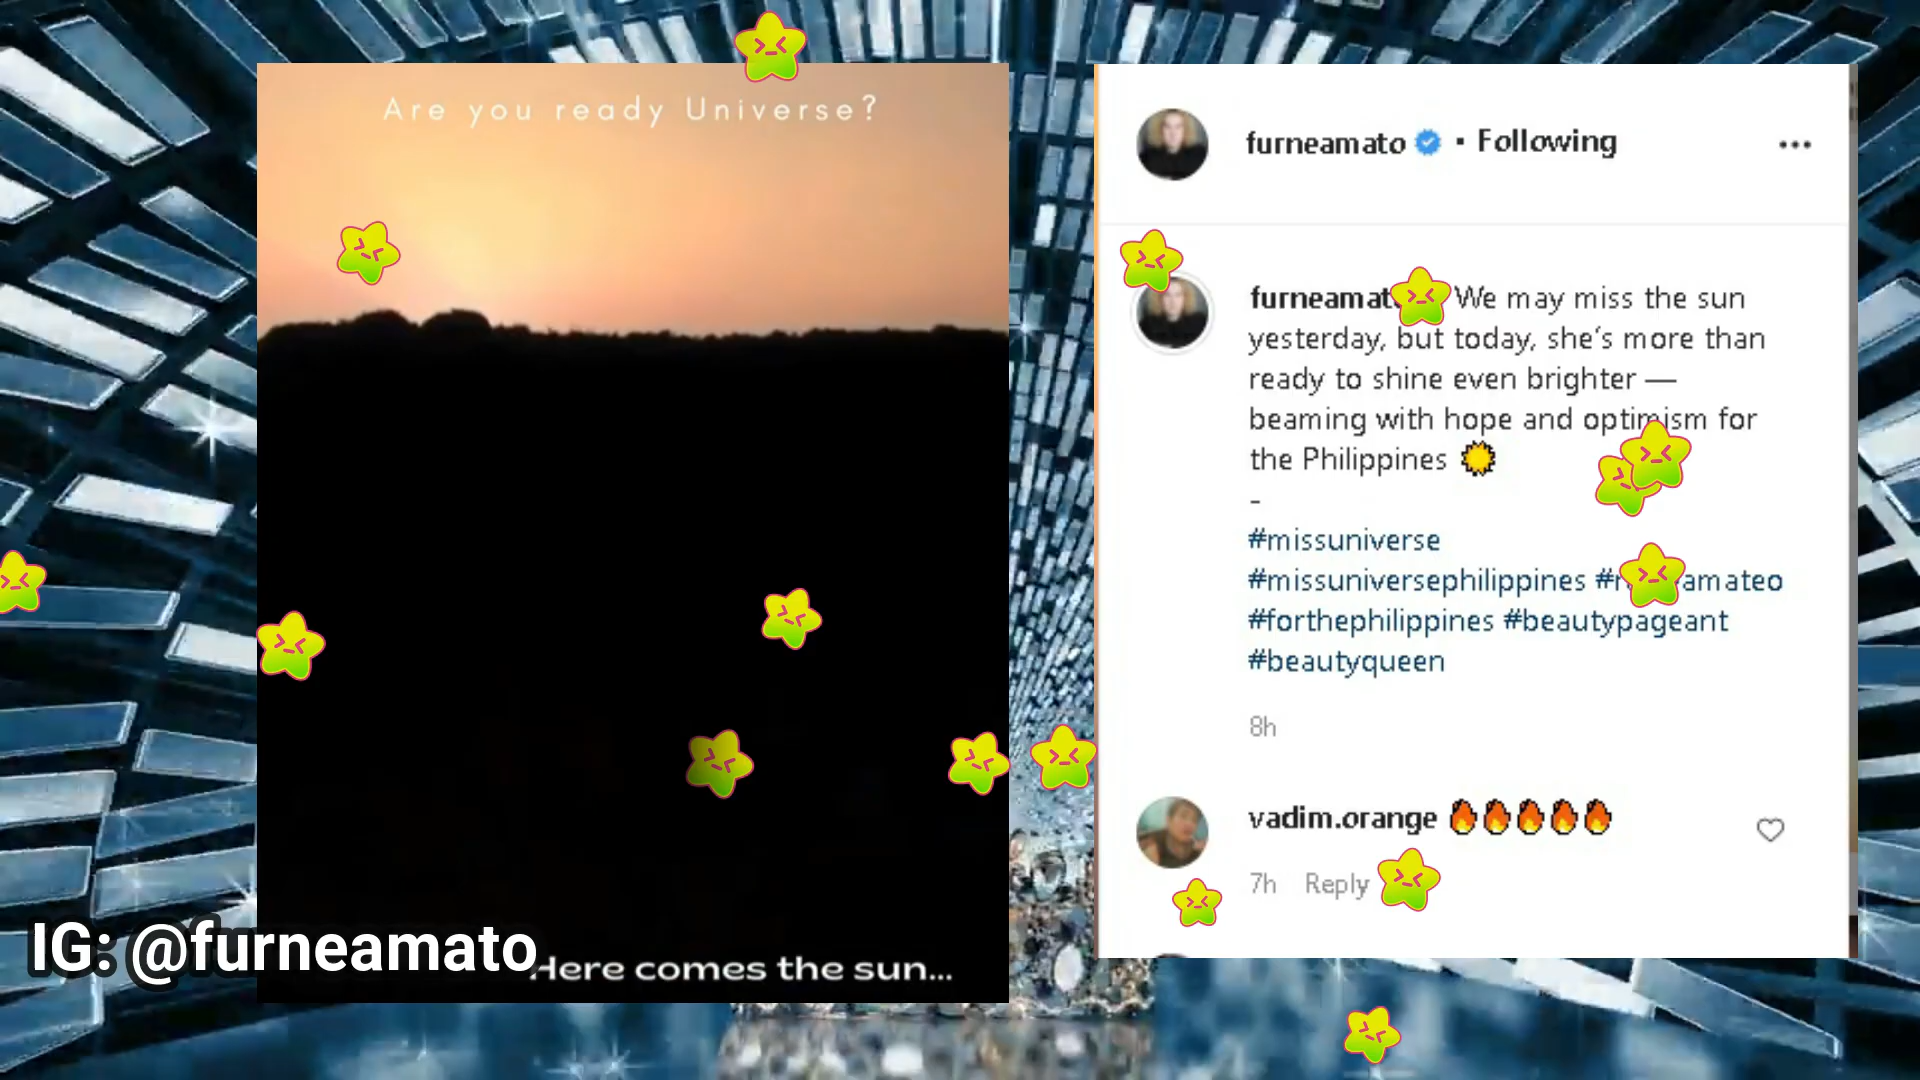 Are you ready Universe?
Here comes the sun...
IG: @furneamato
furneamato • Following
furneamat We may miss the sun
yesterday, but today, she's more than
ready to shine even brighter —
beaming with hope and optimism for
the Philippines
-
#missuniverse
#missuniversephilippines amateo
#forthephilippines #beautypageant
#beautyqueen
8h
vadim.orange 🔥🔥🔥🔥🔥
7h Reply